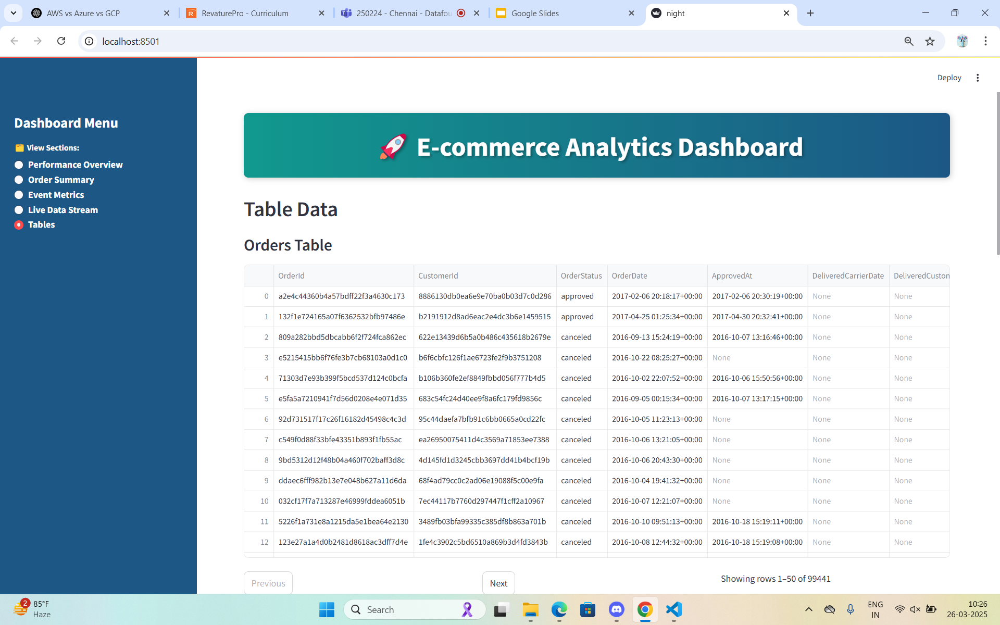 AWS vs Azure vs GCP
RevaturePro - Curriculum
250224 - Chennai - Datafou
Google Slides
night
localhost:8501
Deploy
Dashboard Menu
View Sections:
Performance Overview
Order Summary
Event Metrics
Live Data Stream
Tables
E-commerce Analytics Dashboard
Table Data
Orders Table
OrderId CustomerId OrderStatus OrderDate ApprovedAt DeliveredCarrierDate DeliveredCuston
0 a2e4c44360b4a57bdff22f3a4630c173 8886130db0ea6e9e70ba0b03d7c0d286 approved 2017-02-06 20:18:17+00:00 2017-02-06 20:30:19+00:00 None None
1 132f1e724165a07f6362532bfb97486e b2191912d8ad6eac2e4dc3b6e1459515 approved 2017-04-25 01:25:34+00:00 2017-04-30 20:32:41+00:00 None None
2 809a282bbd5dbcabb6f2f724fca862ec 622e13439d6b5a0b486c435618b2679e canceled 2016-09-13 15:24:19+00:00 2016-10-07 13:16:46+00:00 None None
3 e5215415bb6f76fe3b7cb68103a0d1c0 b6f6cbfc126f1ae6723fe2f9b3751208 canceled 2016-10-22 08:25:27+00:00 None None None
4 71303d7e93b399f5bcd537d124c0bcfa b106b360fe2ef8849fbbd056f777b4d5 canceled 2016-10-02 22:07:52+00:00 2016-10-06 15:50:56+00:00 None None
5 e5fa5a7210941f7d56d0208e4e071d35 683c54fc24d40ee9f8a6fc179fd9856c canceled 2016-09-05 00:15:34+00:00 2016-10-07 13:17:15+00:00 None None
6 92d731517f17c26f16182d45498c4c3d 95c44daefa7bfb91c6bb0665a0cd22fc canceled 2016-10-05 11:23:13+00:00 None None None
7 c549f0d88f33bfe43351b893f1fb55ac ea26950075411d4c3569a71853ee7388 canceled 2016-10-06 13:21:05+00:00 None None None
8 9bd5312d12f48b04a460f702baff3d8c 4d145fd1d3245cbb3697dd41b4bcf19b canceled 2016-10-06 20:43:30+00:00 None None None
9 ddaec6fff982b13e7e048b627a11d6da 68f4ad79cc0c2ad06e19088f5c00e9fa canceled 2016-10-04 19:41:32+00:00 None None None
10 032cf17f7a713287e46999fddea6051b 7ec44117b7760d297447f1cff2a10967 canceled 2016-10-07 12:21:07+00:00 None None None
11 5226f1a731e8a1215da5e1bea64e2130 3489fb03bfa99335c385df8b863a701b canceled 2016-10-10 09:51:13+00:00 2016-10-18 15:19:11+00:00 None None
12 123e27a1a4d0b2481d8618ac3dff7d4e 1fe4c3902c5bd6510a869b3d4fd3843b canceled 2016-10-08 12:44:32+00:00 2016-10-18 15:19:08+00:00 None None
Previous
Next
Showing rows 1–50 of 99441
2
85°F
Haze
Search
ENG
IN
10:26
26-03-2025